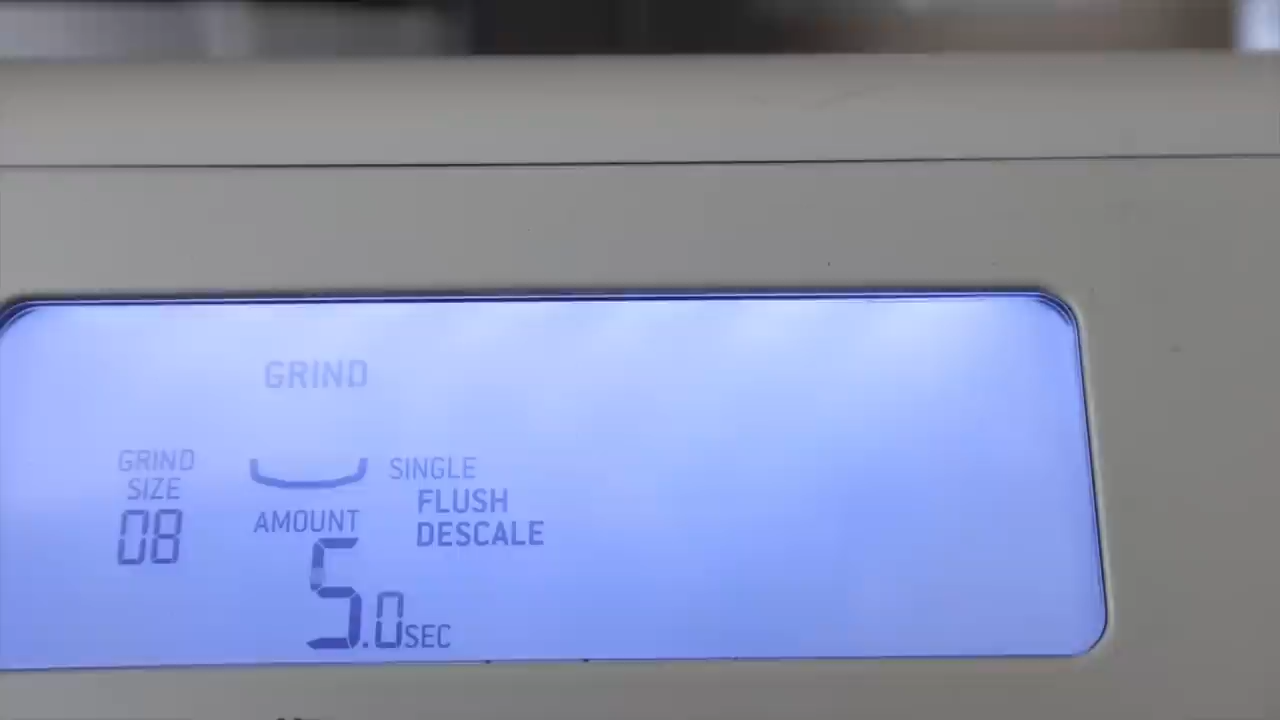 GRIND
GRIND
SIZE
08
SINGLE
FLUSH
DESCALE
AMOUNT
5.0SEC